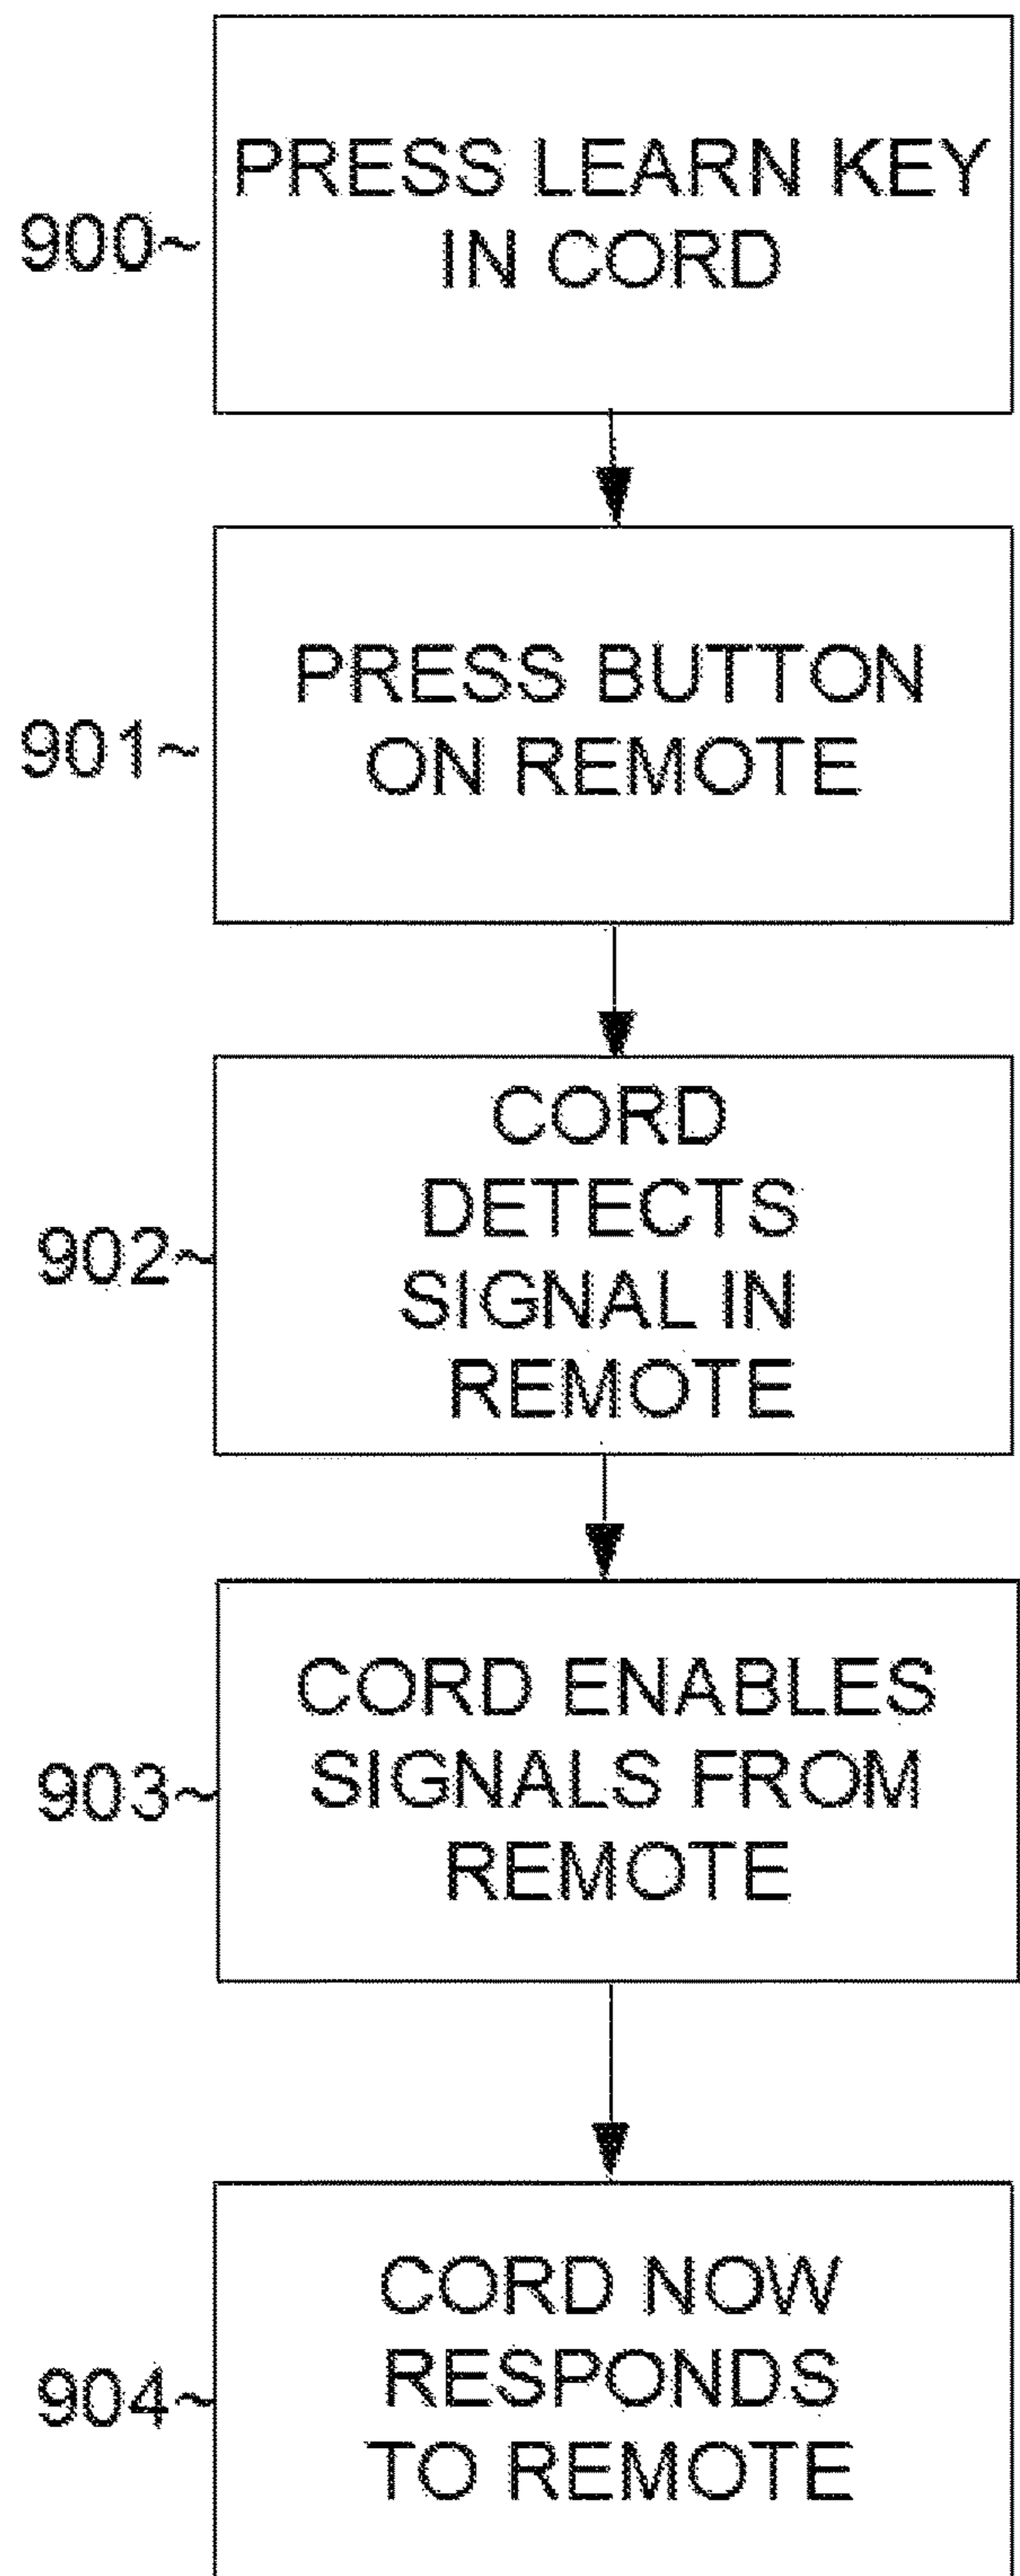 PRESS LEARN KEY
900~ IN CORD
PRESS BUTTON
901~ ON REMOTE
CORD
DETECTS
902~ SIGNAL IN
REMOTE
CORD ENABLES
903~ SIGNALS FROM
REMOTE
CORD NOW
904~ RESPONDS
TO REMOTE